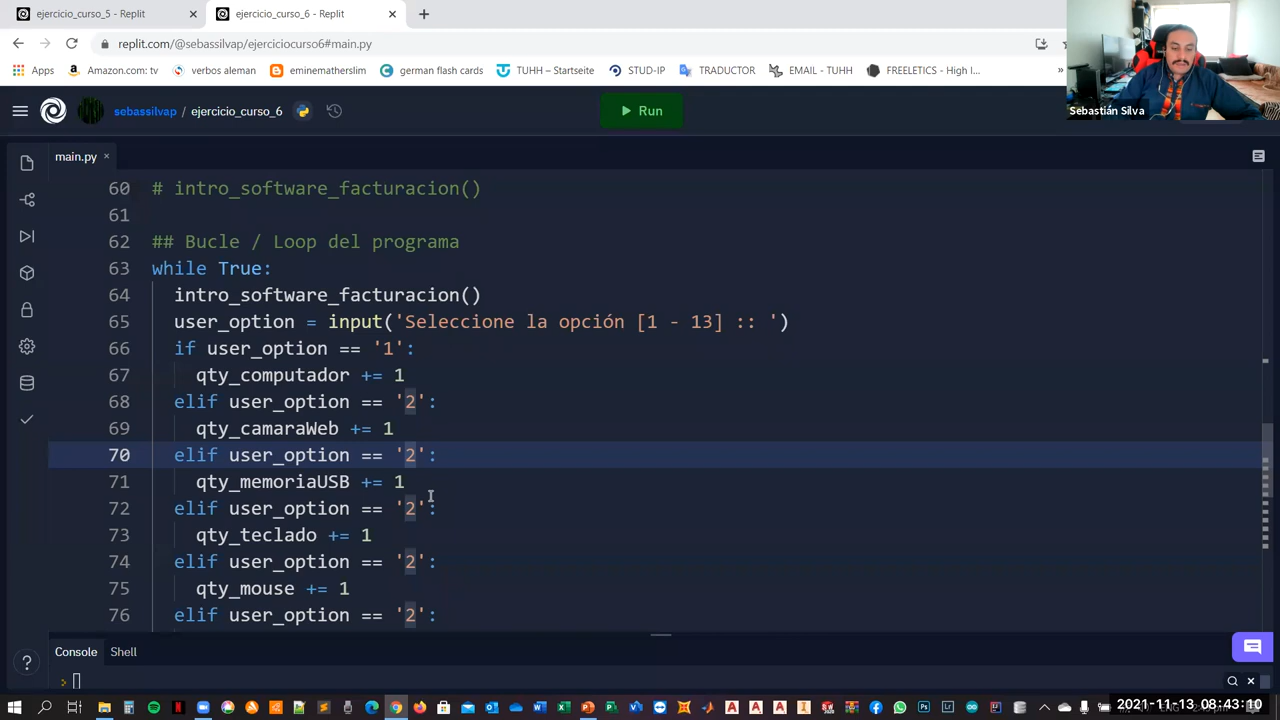 ejercicio_curso_5 - Replit
ejercicio_curso_6 - Replit
replit.com/@sebassilvap/ejerciciocurso6#main.py
Apps
Amazon.com: tv
verbos aleman
eminematherslim
german flash cards
TUHH – Startseite
STUD-IP
TRADUCTOR
EMAIL - TUHH
FREELETICS - High I...
»
Sebastián Silva
sebassilvap / ejercicio_curso_6
Run
main.py
60 # intro_software_facturacion()
61
62 ## Bucle / Loop del programa
63 while True:
64 intro_software_facturacion()
65 user_option = input('Seleccione la opción [1 - 13] :: ')
66 if user_option == '1':
67 qty_computador += 1
68 elif user_option == '2':
69 qty_camaraWeb += 1
70 elif user_option == '2':
71 qty_memoriaUSB += 1
72 elif user_option == '2':
73 qty_teclado += 1
74 elif user_option == '2':
75 qty_mouse += 1
76 elif user_option == '2':
Console
Shell
>
?
2021-11-13 08:43:10